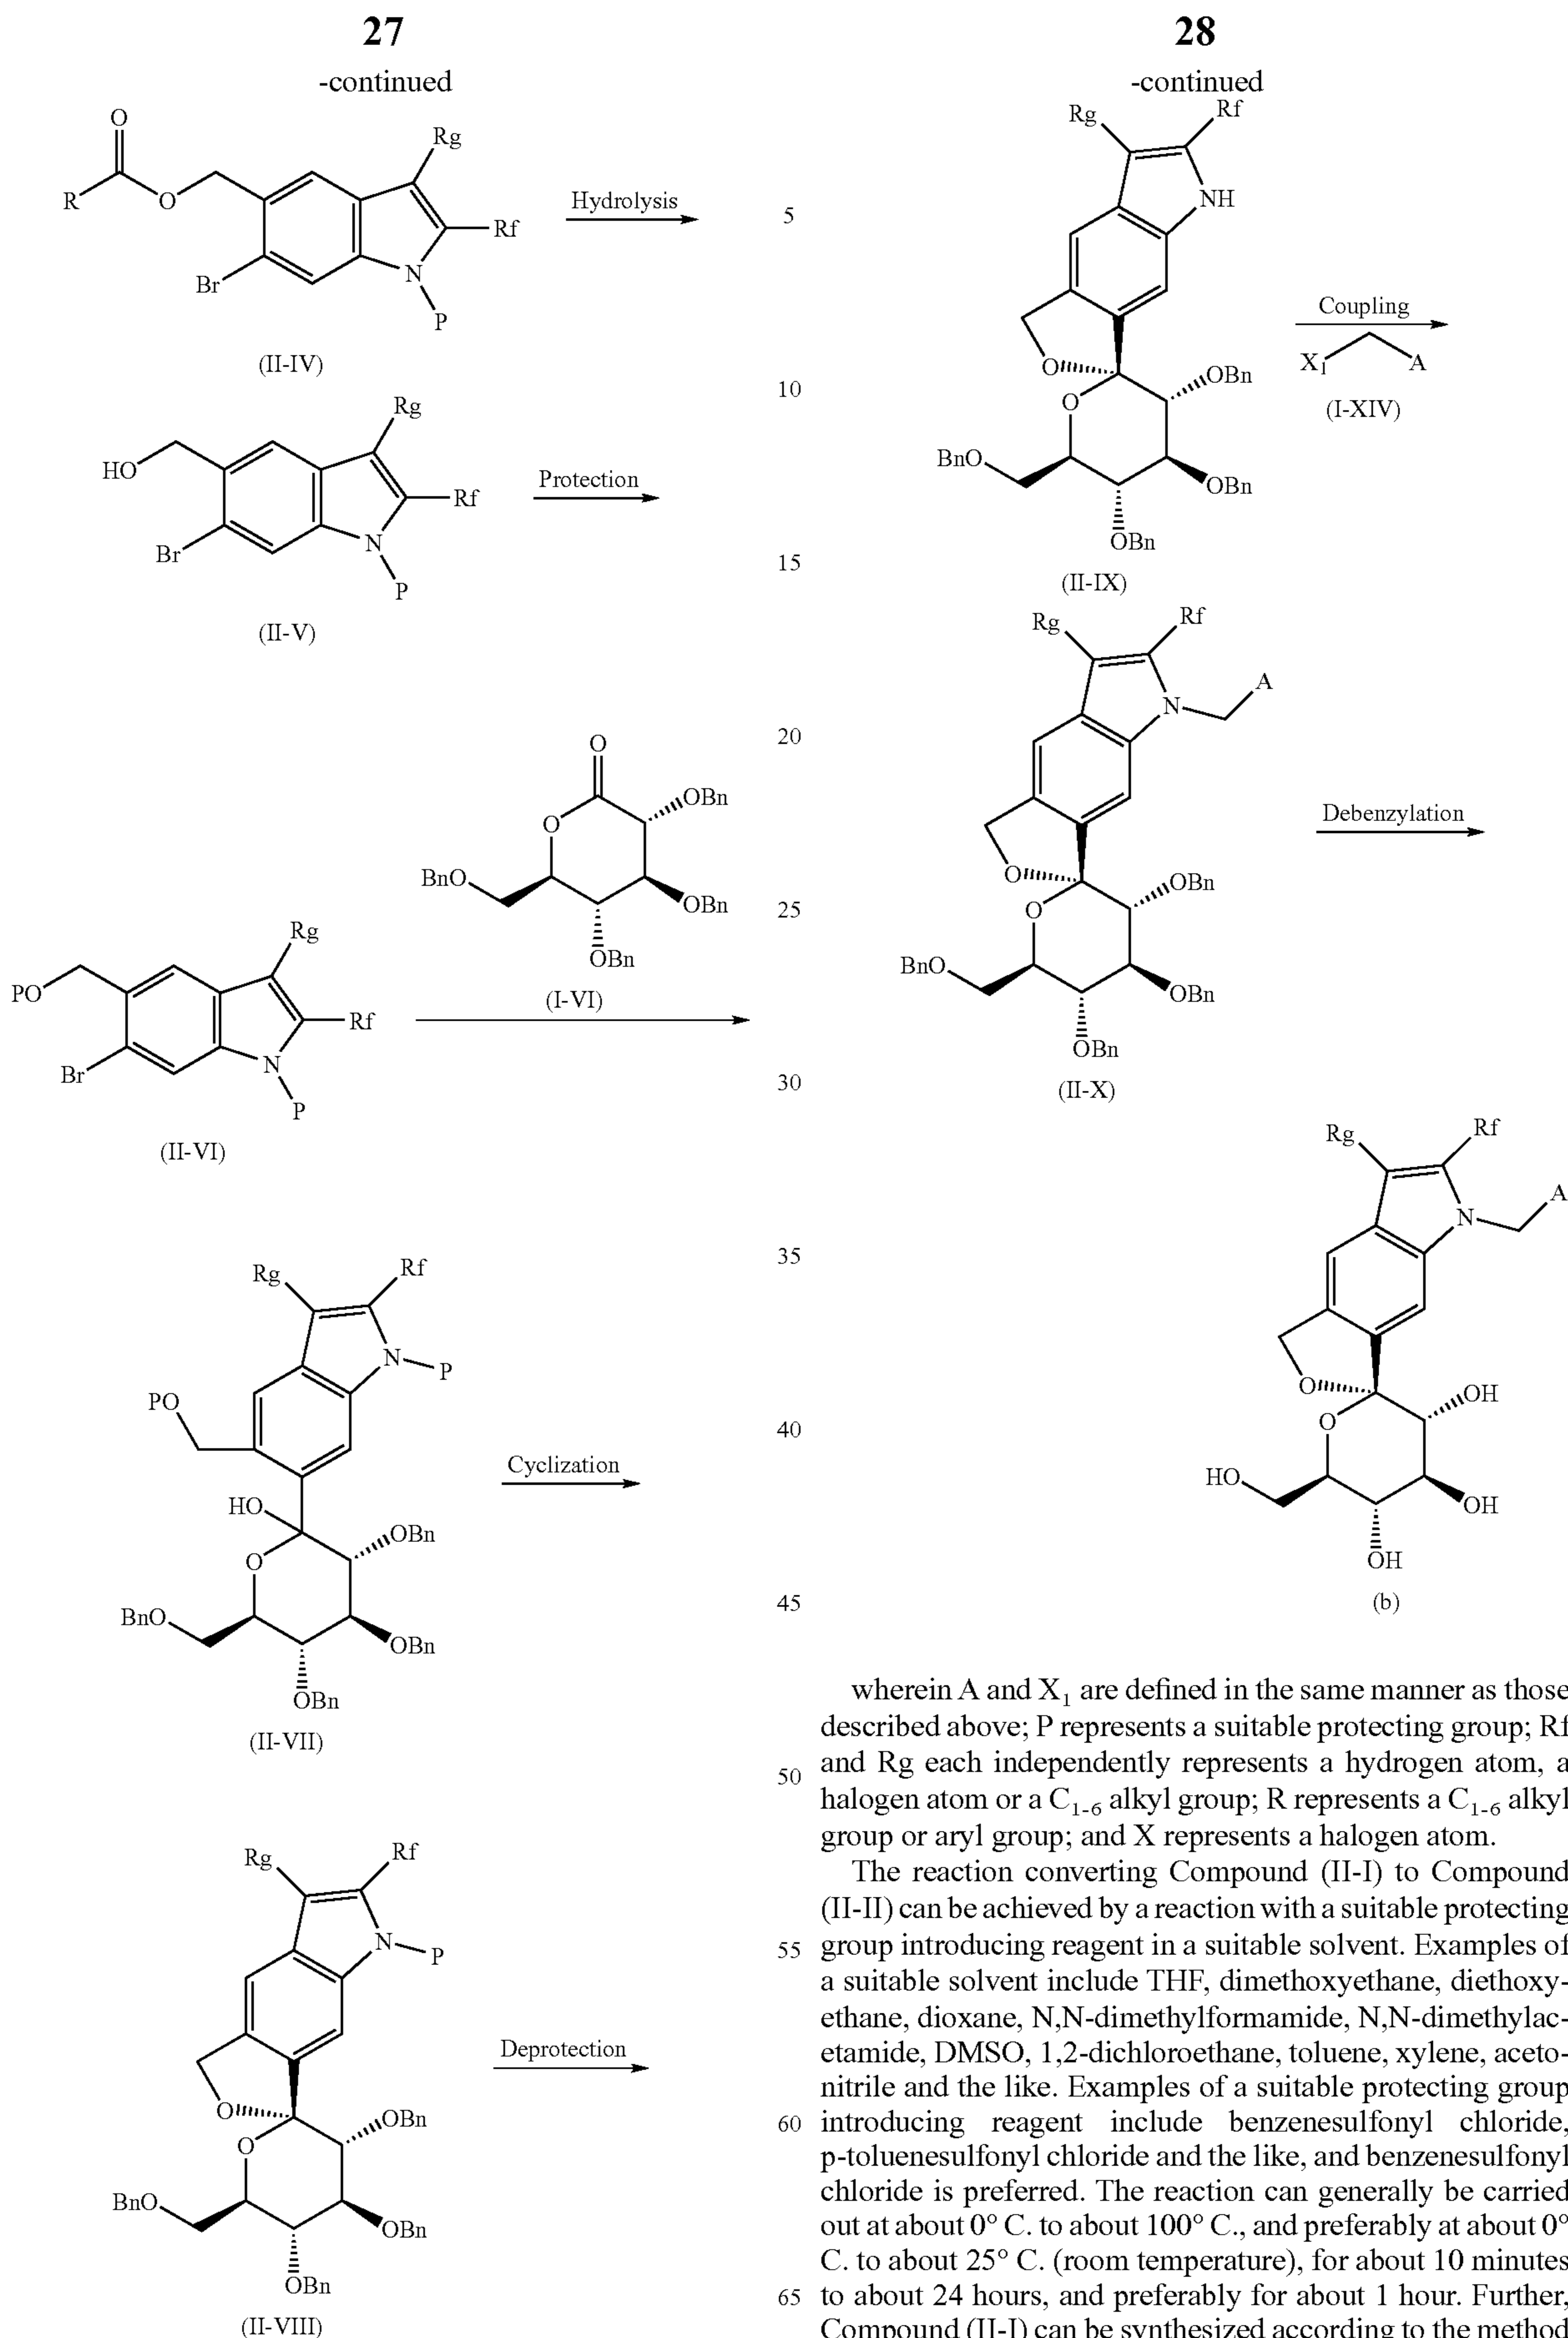 27
-continued
O
Rg
R
O
Rf
Br
N
P
Hydrolysis
(II-IV)
Rg
HO
Rf
Br
N
P
Protection
(II-V)
O
O
OBn
BnO
OBn
OBn
(I-VI)
Rg
PO
Rf
Br
N
P
(II-VI)
Rg
Rf
N
P
PO
HO
OBn
O
BnO
OBn
OBn
Cyclization
(II-VII)
Rg
Rf
N
P
O
OBn
O
BnO
OBn
OBn
Deprotection
(II-VIII)
5
10
15
20
25
30
35
40
45
50
55
60
65
28
-continued
Rg
Rf
NH
O
OBn
O
BnO
OBn
OBn
Coupling
X1
A
(I-XIV)
(II-IX)
Rg
Rf
A
N
O
OBn
O
BnO
OBn
OBn
Debenzylation
(II-X)
Rg
Rf
A
N
O
OH
O
HO
OH
OH
(b)
wherein A and X1 are defined in the same manner as those
described above; P represents a suitable protecting group; Rf
and Rg each independently represents a hydrogen atom, a
halogen atom or a C1-6 alkyl group; R represents a C1-6 alkyl
group or aryl group; and X represents a halogen atom.
The reaction converting Compound (II-I) to Compound
(II-II) can be achieved by a reaction with a suitable protecting
group introducing reagent in a suitable solvent. Examples of
a suitable solvent include THF, dimethoxyethane, diethoxy-
ethane, dioxane, N,N-dimethylformamide, N,N-dimethylac-
etamide, DMSO, 1,2-dichloroethane, toluene, xylene, aceto-
nitrile and the like. Examples of a suitable protecting group
introducing reagent include benzenesulfonyl chloride,
p-toluenesulfonyl chloride and the like, and benzenesulfonyl
chloride is preferred. The reaction can generally be carried
out at about 0° C. to about 100° C., and preferably at about 0°
C. to about 25° C. (room temperature), for about 10 minutes
to about 24 hours, and preferably for about 1 hour. Further,
Compound (II-I) can be synthesized according to the method